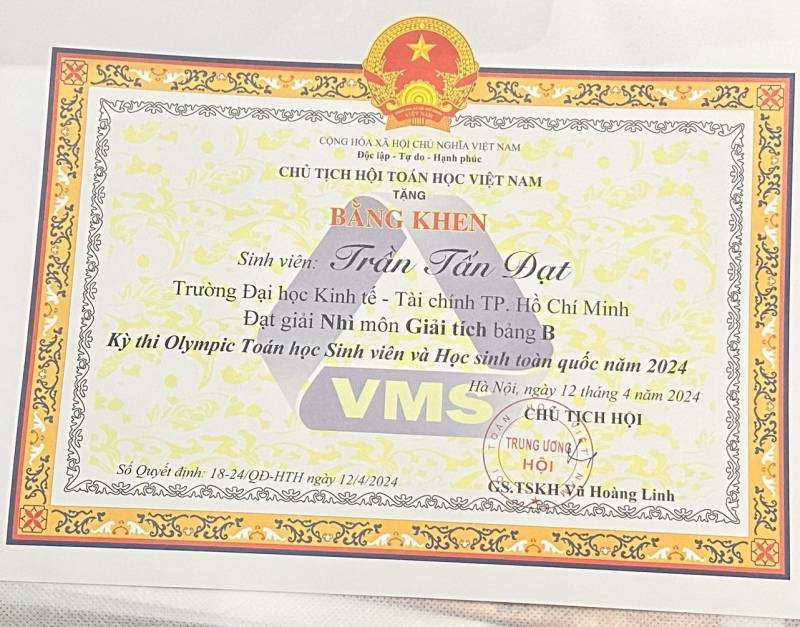 CỘNG HÒA XÃ HỘI CHỦ NGHĨA VIỆT NAM
Độc lập - Tự do - Hạnh phúc
CHỦ TỊCH HỘI TOÁN HỌC VIỆT NAM
TẶNG
BẰNG KHEN
Sinh viên: Trần Tấn Đạt
Trường Đại học Kinh tế - Tài chính TP. Hồ Chí Minh
Đạt giải Nhì môn Giải tích bảng B
Kỳ thi Olympic Toán học Sinh viên và Học sinh toàn quốc năm 2024
Hà Nội, ngày 12 tháng 4 năm 2024
VMS
CHỦ TỊCH HỘI
TRUNG ƯƠNG
HỘI
Số Quyết định: 18-24/QĐ-HTH ngày 12/4/2024
GS.TSKH Vũ Hoàng Linh